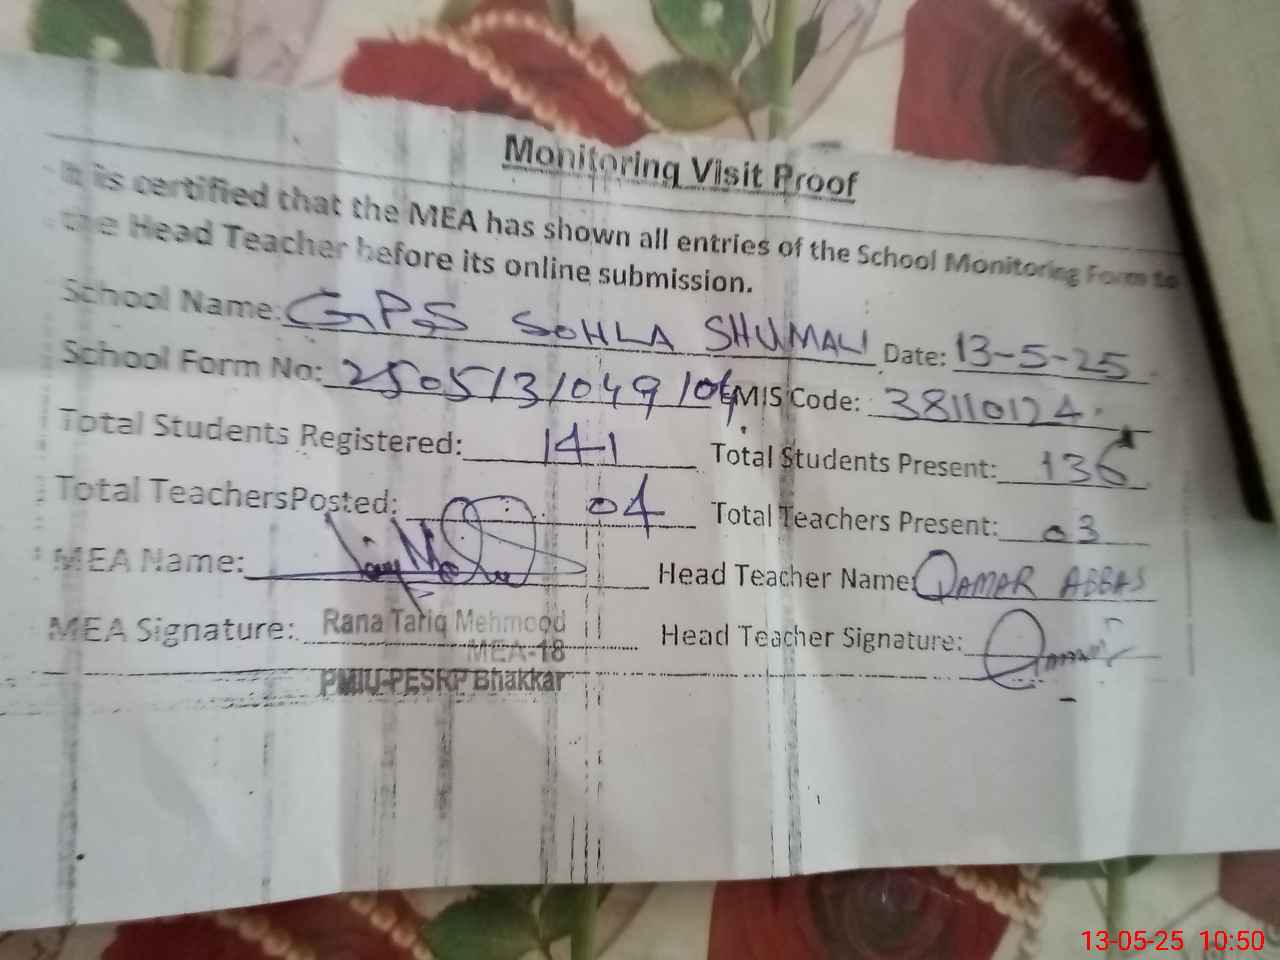 Monitoring Visit Proof
It is certified that the MEA has shown all entries of the School Monitoring Form to
the Head Teacher before its online submission.
School Name: GPS SOHLA SHUMALI Date: 13-5-25
School Form No: 2505131049104 EMIS Code: 38110124
Total Students Registered: 141 Total Students Present: 136
Total TeachersPosted: 04 Total Teachers Present: 03
MEA Name: Head Teacher Name: QAMAR ABBAS
MEA Signature: Rana Tariq Mehmood Head Teacher Signature: Qamar
MEA-18
PMIU-PESRP Bhakkar
13-05-25 10:50